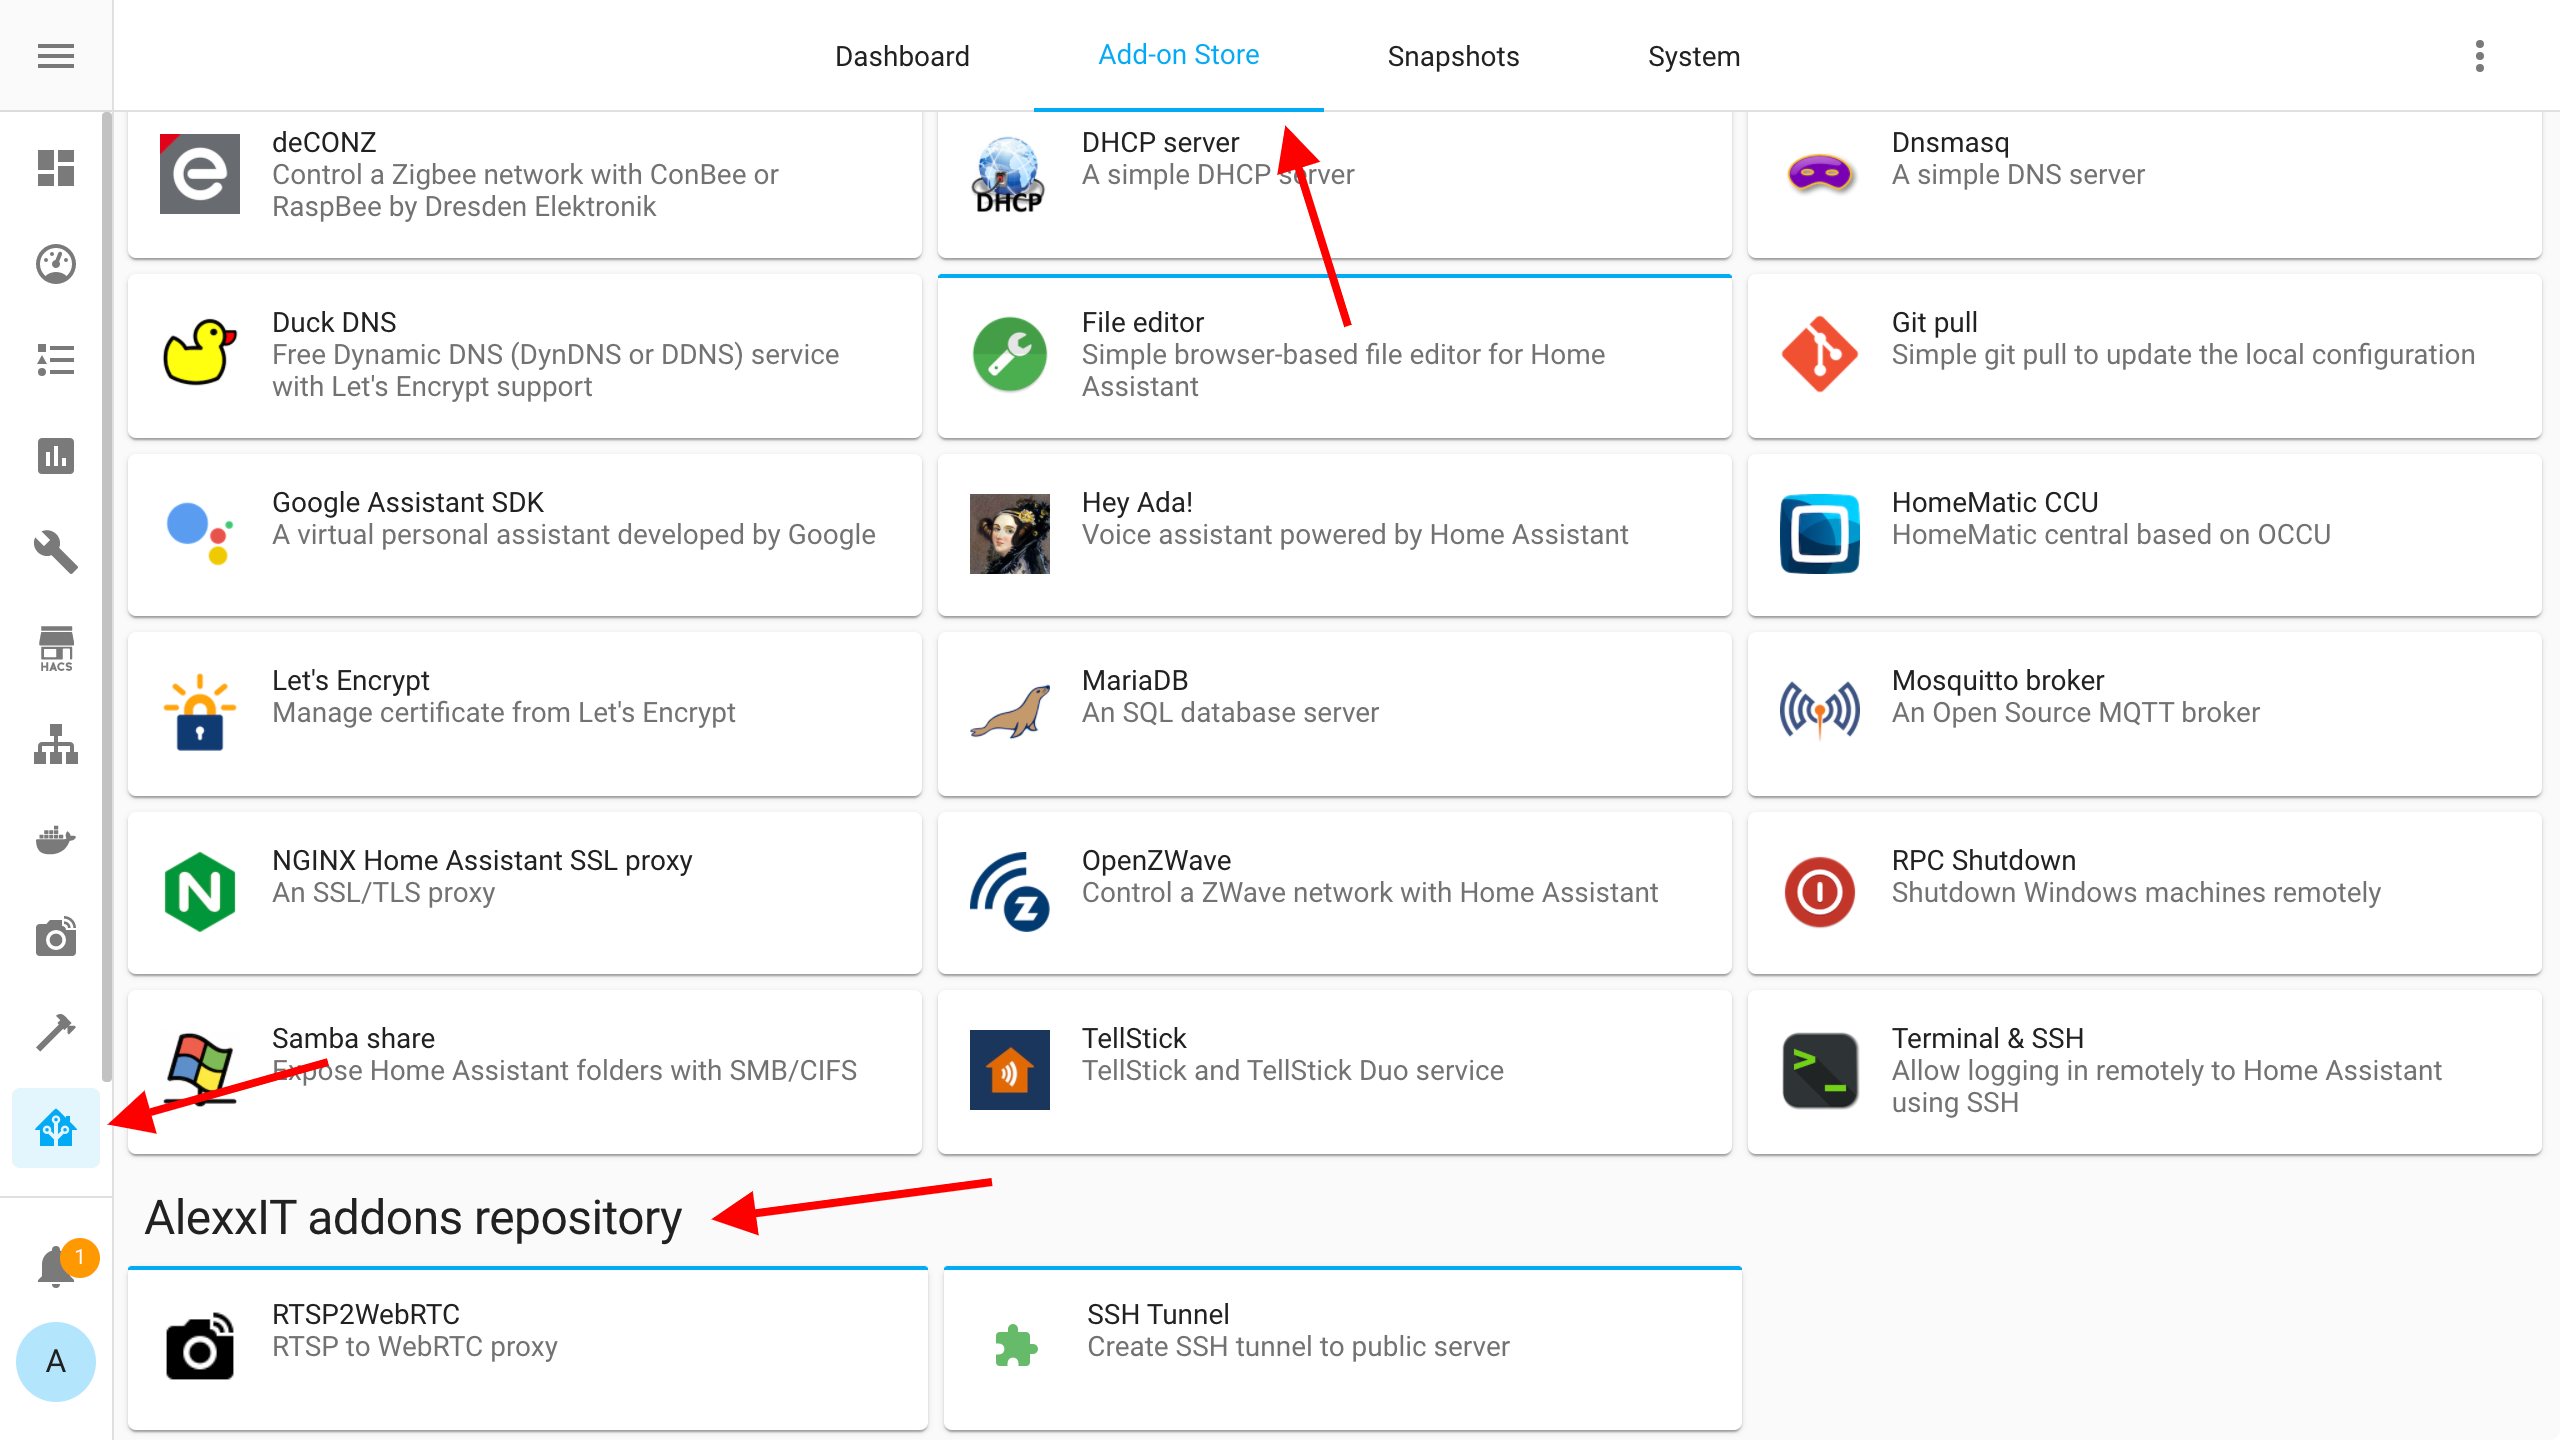 Dashboard
Add-on Store
Snapshots
System
deCONZ
Control a Zigbee network with ConBee or
RaspBee by Dresden Elektronik
DHCP
DHCP server
A simple DHCP server
Dnsmasq
A simple DNS server
Duck DNS
Free Dynamic DNS (DynDNS or DDNS) service
with Let's Encrypt support
File editor
Simple browser-based file editor for Home
Assistant
Git pull
Simple git pull to update the local configuration
Google Assistant SDK
A virtual personal assistant developed by Google
Hey Ada!
Voice assistant powered by Home Assistant
HomeMatic CCU
HomeMatic central based on OCCU
HACS
Let's Encrypt
Manage certificate from Let's Encrypt
MariaDB
An SQL database server
Mosquitto broker
An Open Source MQTT broker
NGINX Home Assistant SSL proxy
An SSL/TLS proxy
OpenZWave
Control a ZWave network with Home Assistant
RPC Shutdown
Shutdown Windows machines remotely
Samba share
Expose Home Assistant folders with SMB/CIFS
TellStick
TellStick and TellStick Duo service
Terminal & SSH
Allow logging in remotely to Home Assistant
using SSH
AlexxIT addons repository
1
RTSP2WebRTC
RTSP to WebRTC proxy
SSH Tunnel
Create SSH tunnel to public server
A